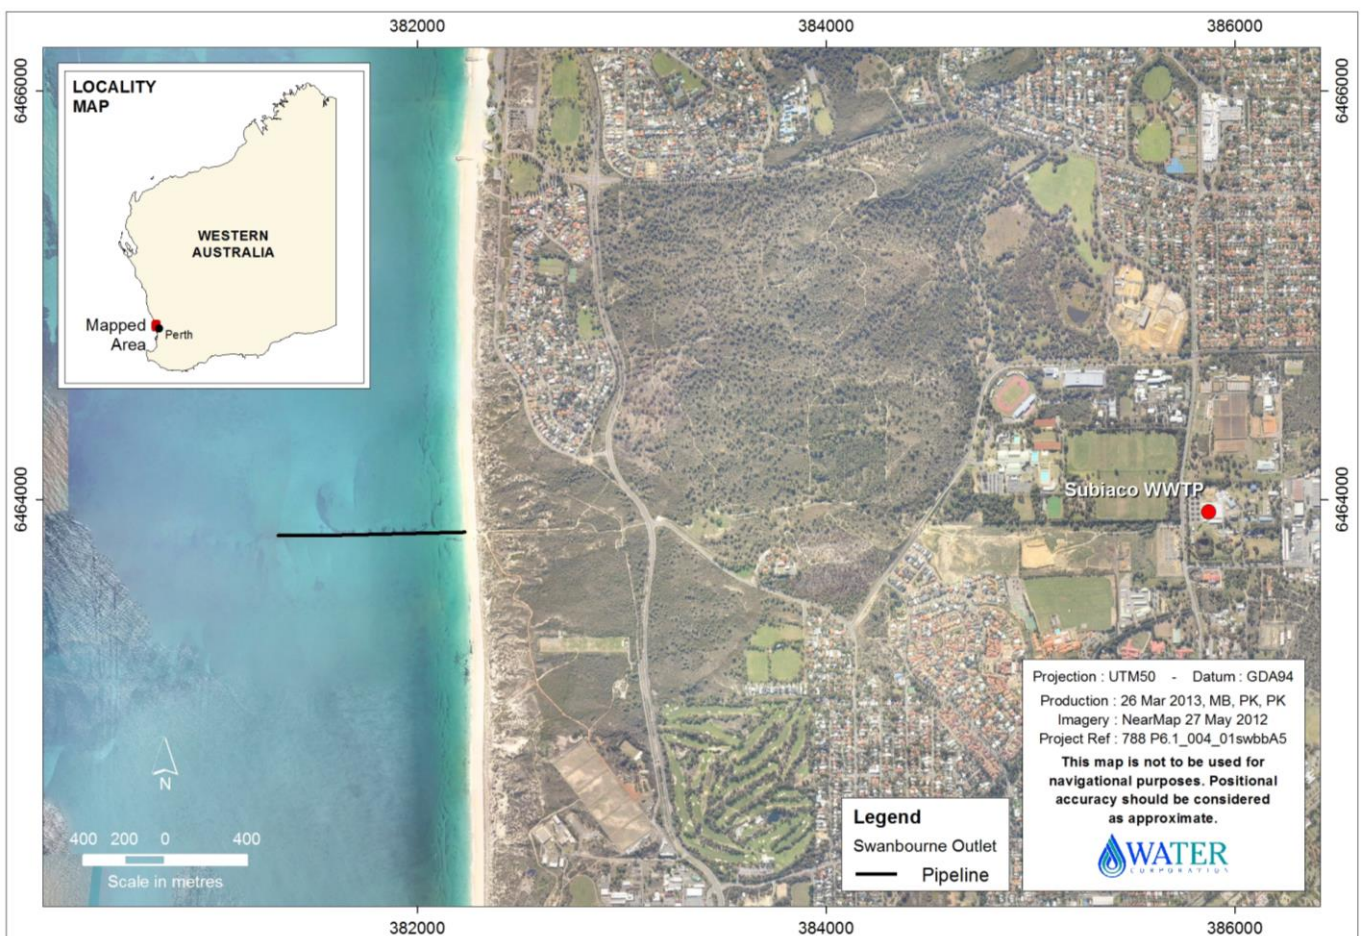 382000
384000
386000
6466000
6466000
LOCALITY
MAP
WESTERN
AUSTRALIA
Mapped
Area
Perth
6464000
6464000
Subiaco WWTP
N
400 200 0 400
Scale in metres
Legend
Swanbourne Outlet
Pipeline
Projection : UTM50 - Datum : GDA94
Production : 26 Mar 2013, MB, PK, PK
Imagery : NearMap 27 May 2012
Project Ref : 788 P6.1_004_01swbbA5
This map is not to be used for
navigational purposes. Positional
accuracy should be considered
as approximate.
WATER
CORPORATION
382000
384000
386000